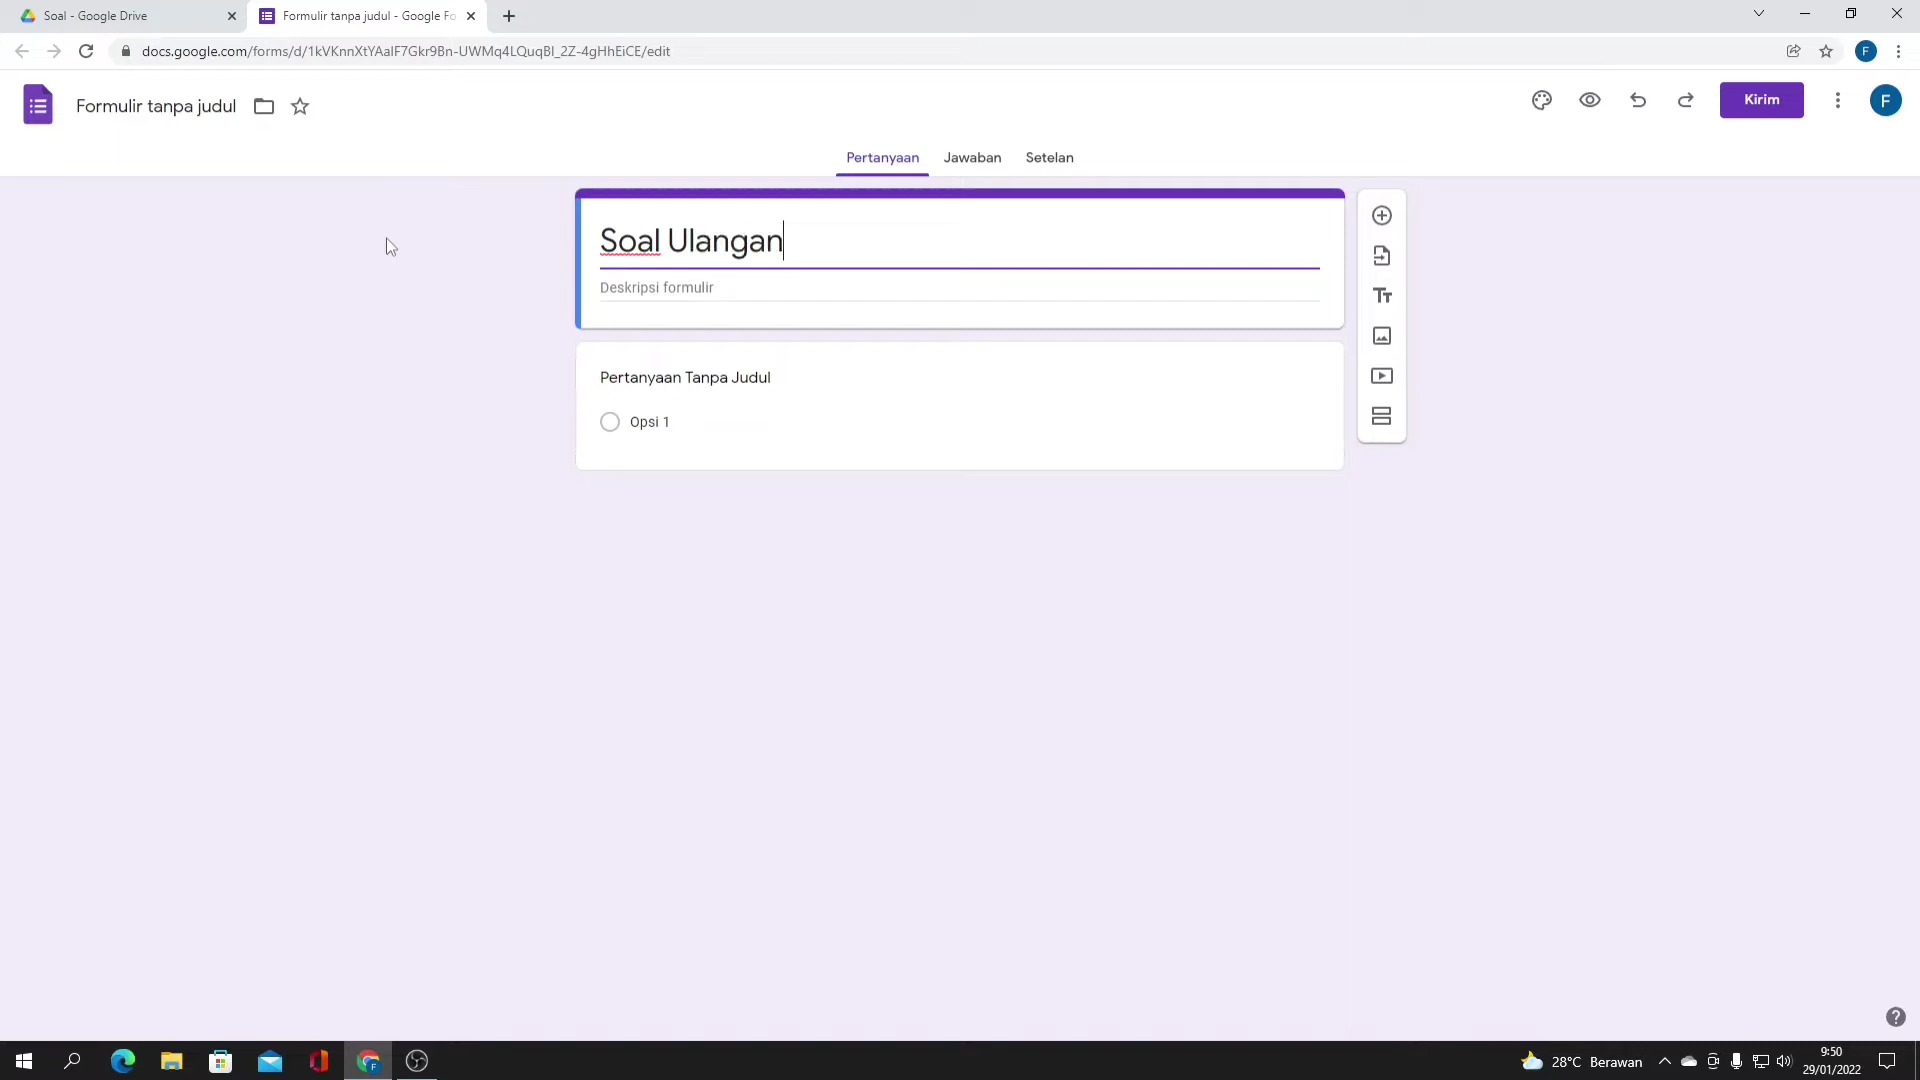 Soal - Google Drive
Formulir tanpa judul - Google Fo
docs.google.com/forms/d/1kVKnnXtYAalF7Gkr9Bn-UWMq4LQuqBl_2Z-4gHhEiCE/edit
F
Formulir tanpa judul
Kirim
F
Pertanyaan
Jawaban
Setelan
Soal Ulangan
Deskripsi formulir
Pertanyaan Tanpa Judul
Opsi 1
28°C Berawan
9:50
29/01/2022